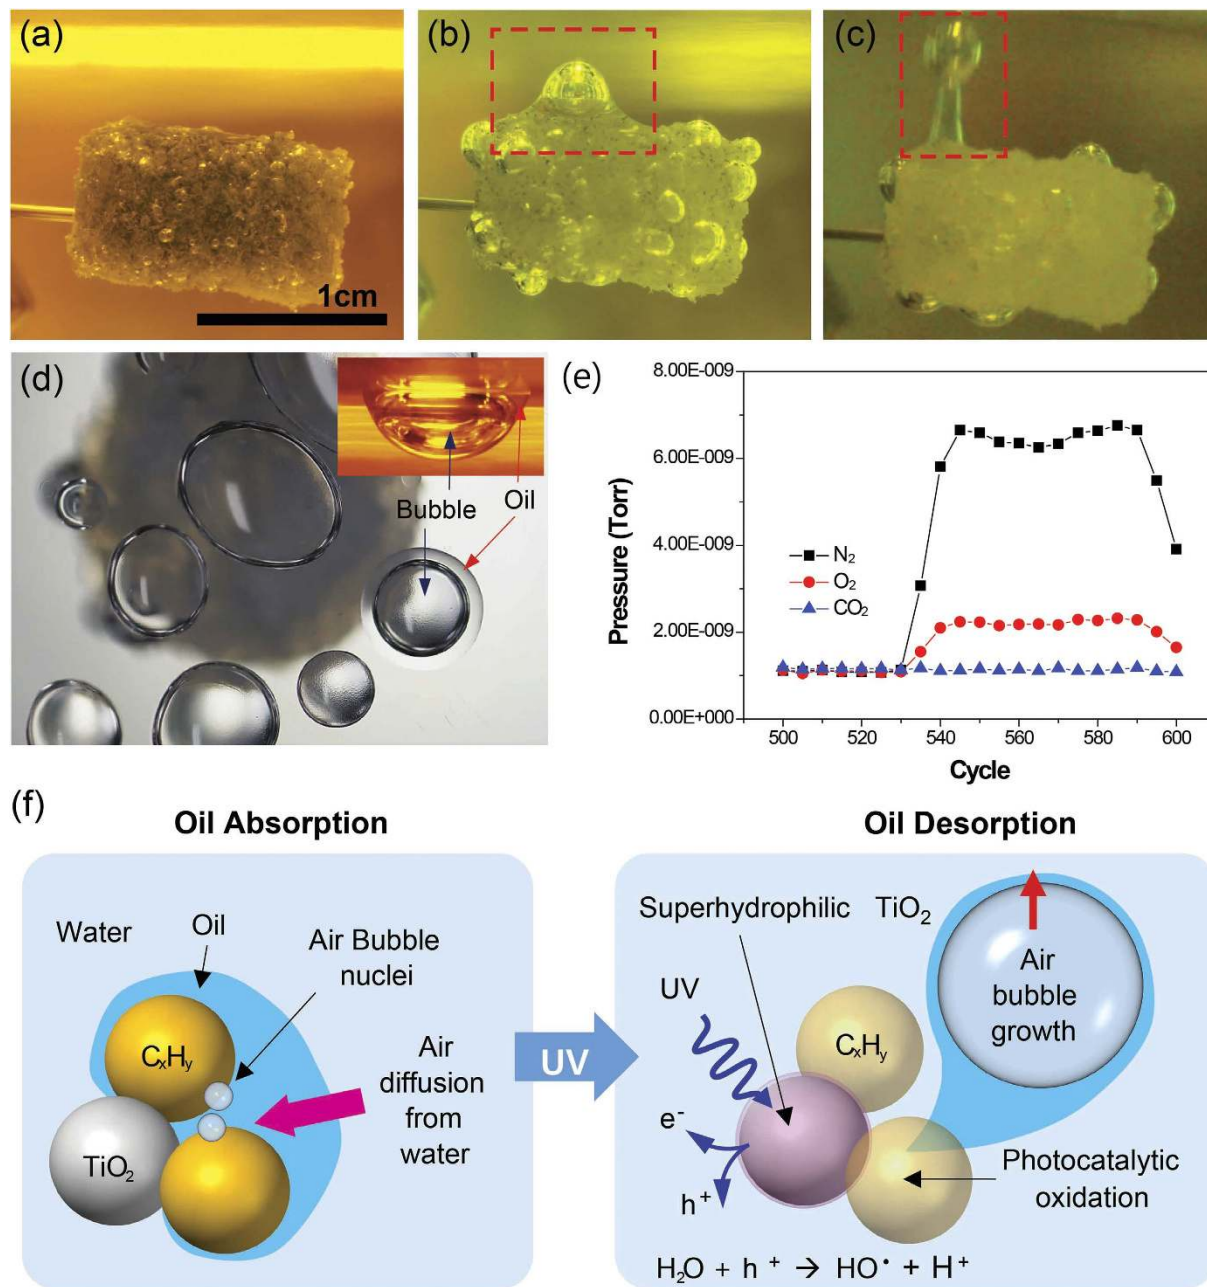 (a)
(b)
(c)
1cm
(d)
Bubble
Oil
(e)
8.00E-009
6.00E-009
4.00E-009
2.00E-009
0.00E+000
Pressure (Torr)
N₂
O₂
CO₂
500
520
540
560
580
600
Cycle
(f)
Oil Absorption
Water
Oil
Air Bubble
nuclei
CₓHᵧ
TiO₂
Air
diffusion
from
water
UV
Oil Desorption
Superhydrophilic
TiO₂
UV
Air
bubble
growth
CₓHᵧ
e⁻
h⁺
Photocatalytic
oxidation
H₂O + h⁺ → HO• + H⁺